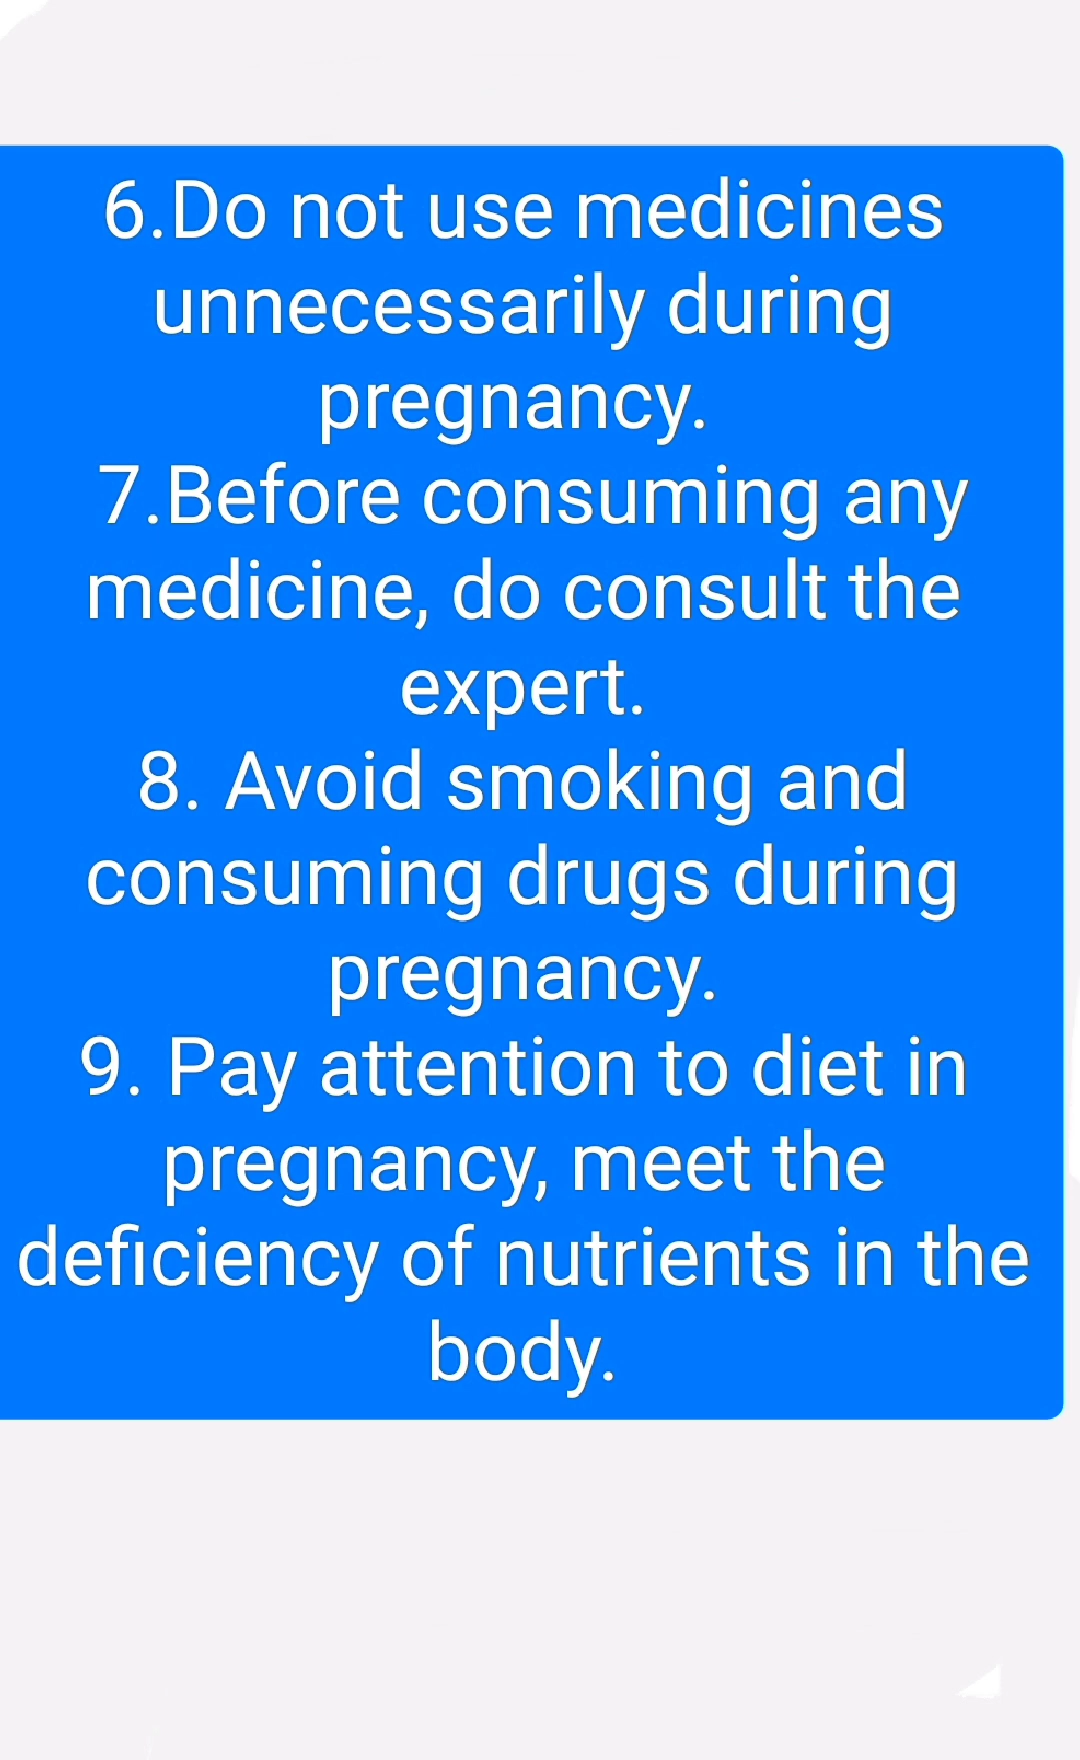 6.Do not use medicines
unnecessarily during
pregnancy.
7.Before consuming any
medicine, do consult the
expert.
8. Avoid smoking and
consuming drugs during
pregnancy.
9. Pay attention to diet in
pregnancy, meet the
deficiency of nutrients in the
body.